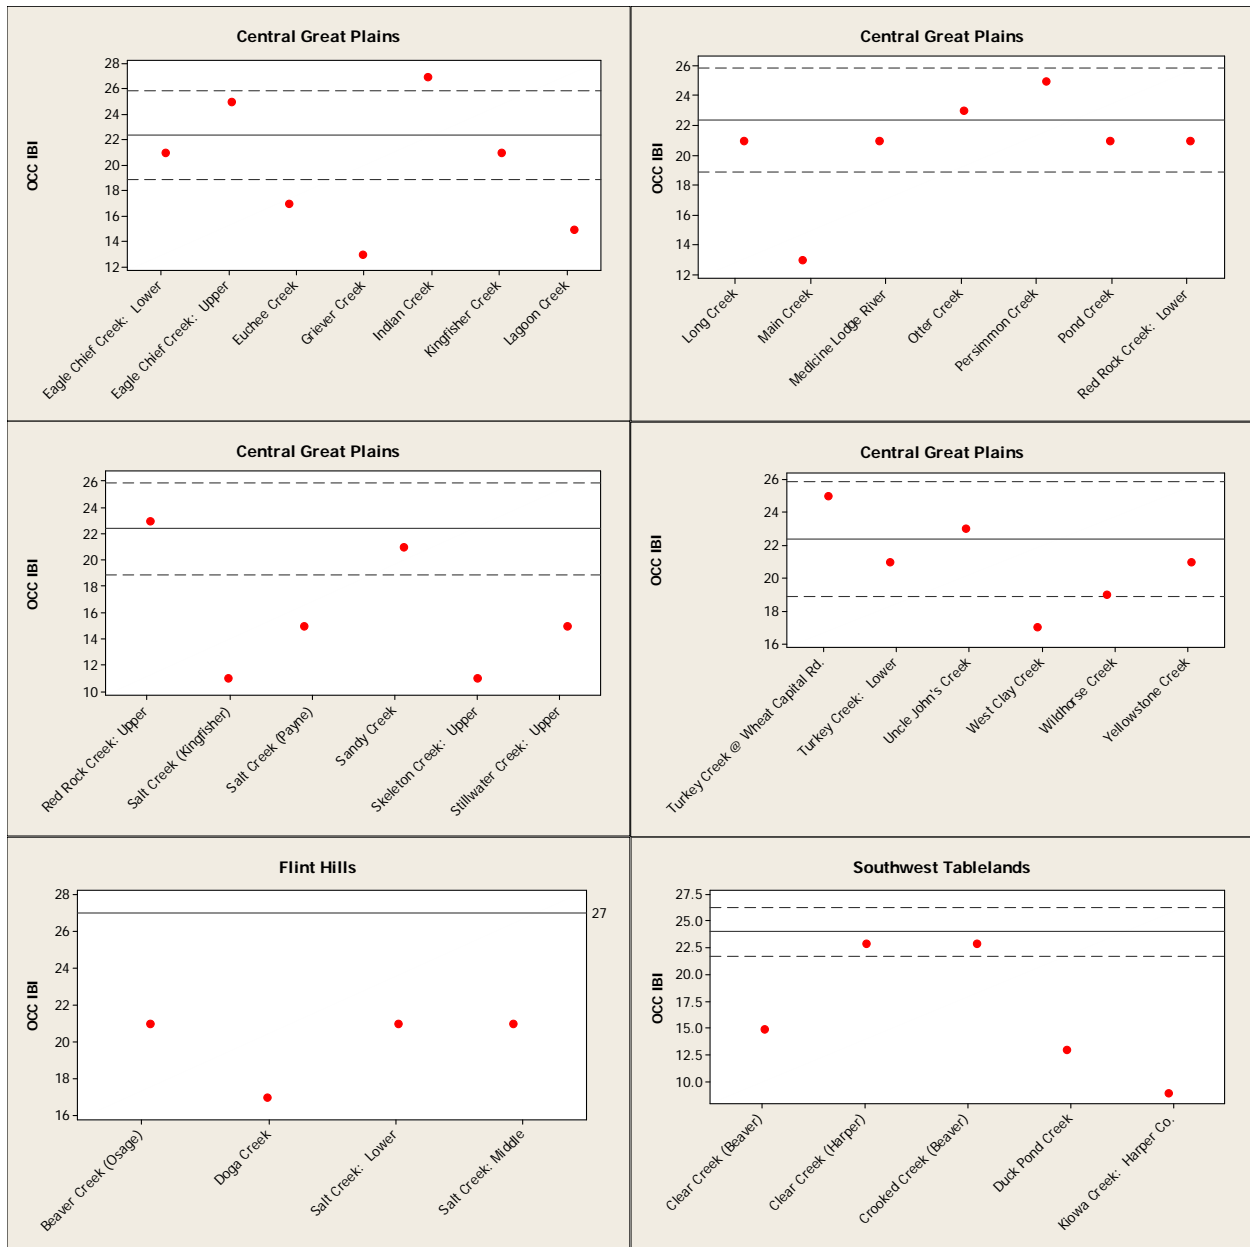 Central Great Plains
OCC IBI
28
26
24
22
20
18
16
14
12
Eagle Chief Creek: Lower
Eagle Chief Creek: Upper
Euchee Creek
Griever Creek
Indian Creek
Kingfisher Creek
Lagoon Creek
Central Great Plains
OCC IBI
26
24
22
20
18
16
14
12
Long Creek
Main Creek
Medicine Lodge River
Otter Creek
Persimmon Creek
Pond Creek
Red Rock Creek: Lower
Central Great Plains
OCC IBI
26
24
22
20
18
16
14
12
10
Red Rock Creek: Upper
Salt Creek (Kingfisher)
Salt Creek (Payne)
Sandy Creek
Skeleton Creek: Upper
Stillwater Creek: Upper
Central Great Plains
OCC IBI
26
24
22
20
18
16
Turkey Creek @ Wheat Capital Rd.
Turkey Creek: Lower
Uncle John's Creek
West Clay Creek
Wildhorse Creek
Yellowstone Creek
Flint Hills
OCC IBI
28
26
24
22
20
18
16
27
Beaver Creek (Osage)
Doga Creek
Salt Creek: Lower
Salt Creek: Middle
Southwest Tablelands
OCC IBI
27.5
25.0
22.5
20.0
17.5
15.0
12.5
10.0
Clear Creek (Beaver)
Clear Creek (Harper)
Crooked Creek (Beaver)
Duck Pond Creek
Kiowa Creek: Harper Co.